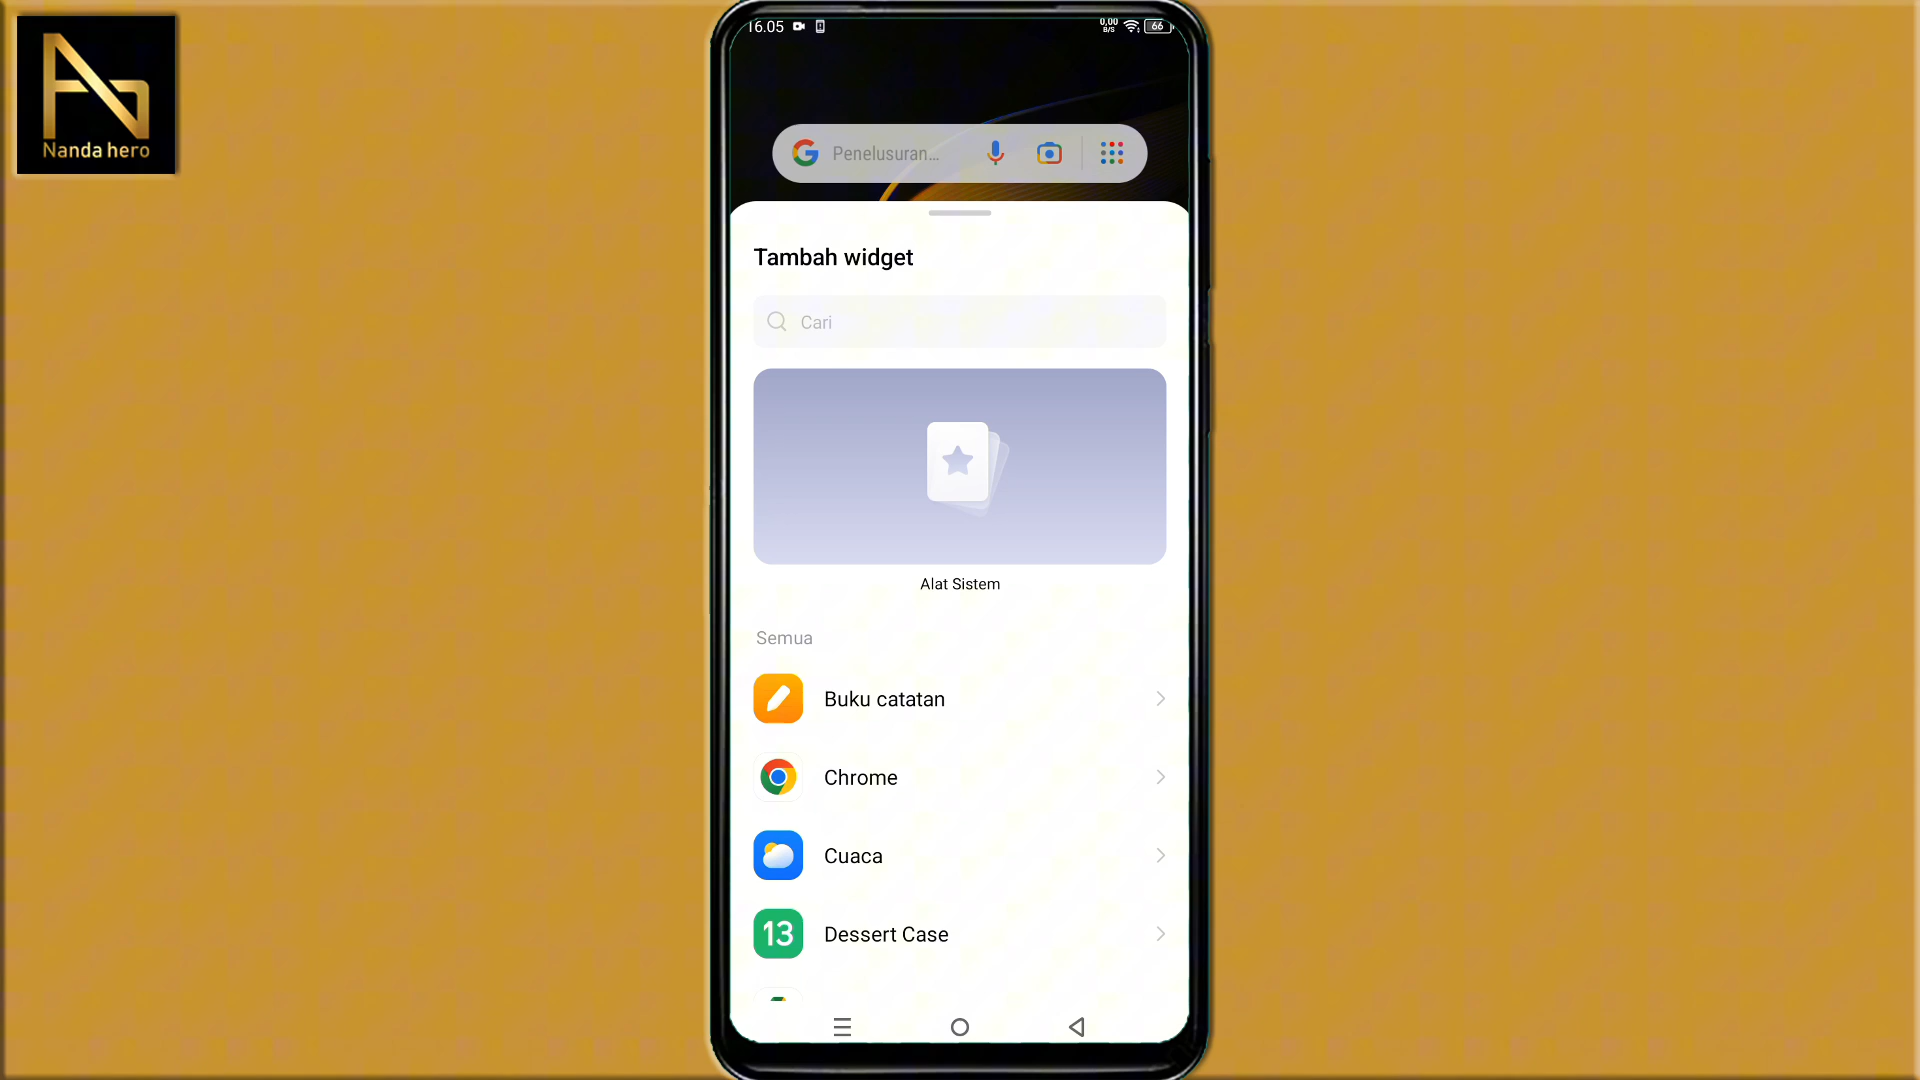 Nanda hero
16.05
0,00
B/S
66
Penelusuran...
Tambah widget
Cari
Alat Sistem
Semua
Buku catatan
Chrome
Cuaca
13
Dessert Case